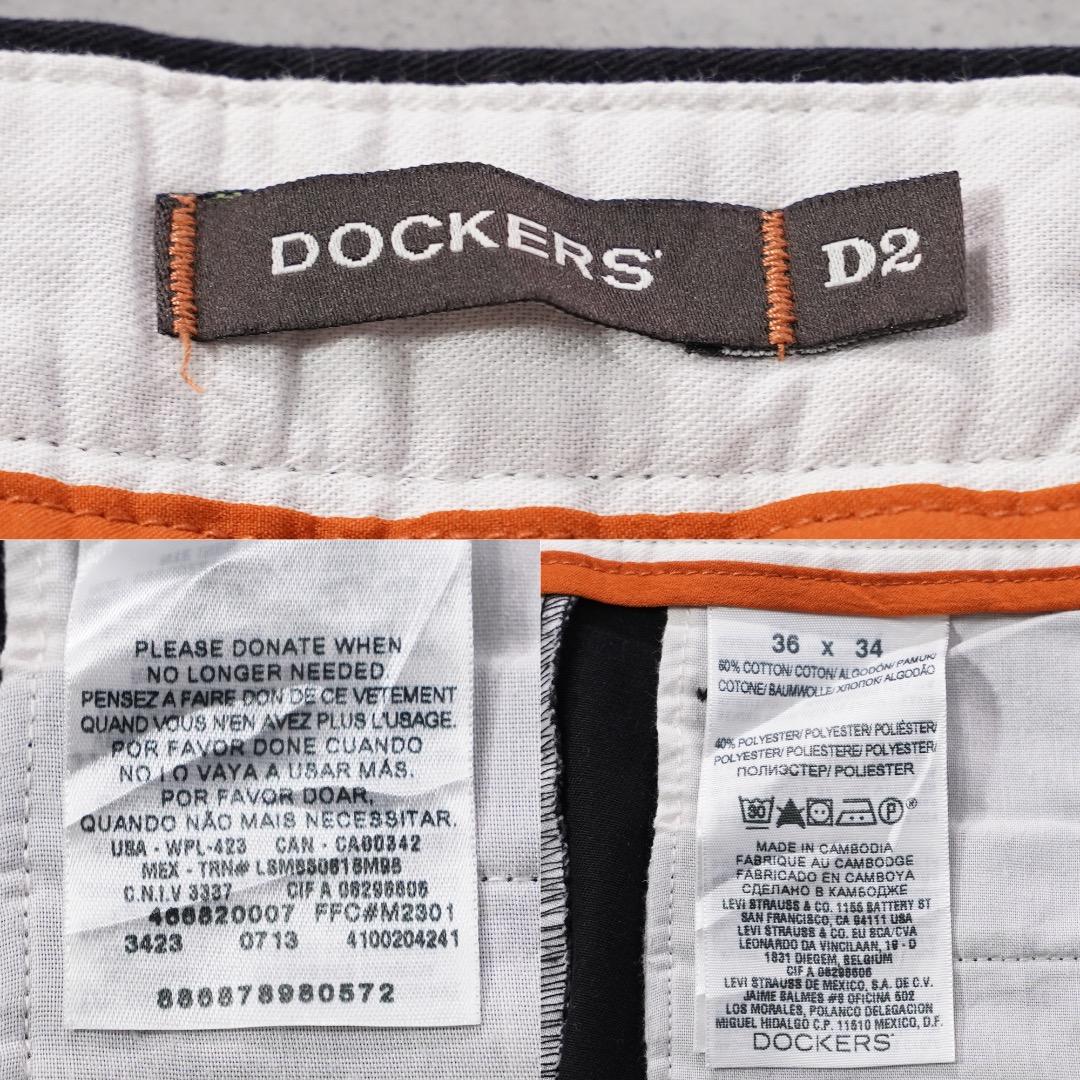 DOCKERS
D2
PLEASE DONATE WHEN
NO LONGER NEEDED.
PENSEZ A FAIRE DON DE CE VETEMENT
QUAND VOUS N'EN AVEZ PLUS L'USAGE.
POR FAVOR DONE CUANDO
NO LO VAYA A USAR MÁS.
POR FAVOR DOAR,
QUANDO NÃO MAIS NECESSITAR.
USA - WPL-423 CAN - CA00342
MEX - TRN#
C.N.I.V 3337 CIF A 08298606
466820007 FFC#M2301
3423 0713 4100204241
886878980572
36 x 34
60% COTTON/ COTON/ ALGODÓN/ PAMUK/
COTONE/ BAUMWOLLE/ ХЛОПОК/ ALGODÃO
40% POLYESTER/ POLYESTER/ POLIÉSTER/
POLYESTER/ POLIESTERE/ POLYESTER/
ПОЛИЭСТЕР/ POLIESTER
30
P
MADE IN CAMBODIA
FABRIQUE AU CAMBODGE
FABRICADO EN CAMBOYA
СДЕЛАНО В КАМБОДЖЕ
LEVI STRAUSS & CO. 1155 BATTERY ST
SAN FRANCISCO, CA 94111 USA
LEVI STRAUSS & CO. EU BCA/CVA
LEONARDO DA VINCILAAN, 19 - D
1831 DIEGEM, BELGIUM
CIF A 08298606
LEVI STRAUSS DE MEXICO, S.A. DE C.V.
JAIME BALMES #8 OFICINA 602
LOS MORALES, POLANCO DELEGACION
MIGUEL HIDALGO C.P. 11510 MEXICO, D.F.
DOCKERS